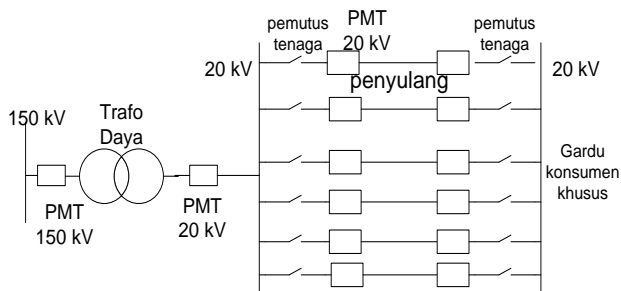 pemutus
tenaga
PMT
20 kV
pemutus
tenaga
20 kV
20 kV
penyulang
150 kV
Trafo
Daya
PMT
150 kV
PMT
20 kV
Gardu
konsumen
khusus